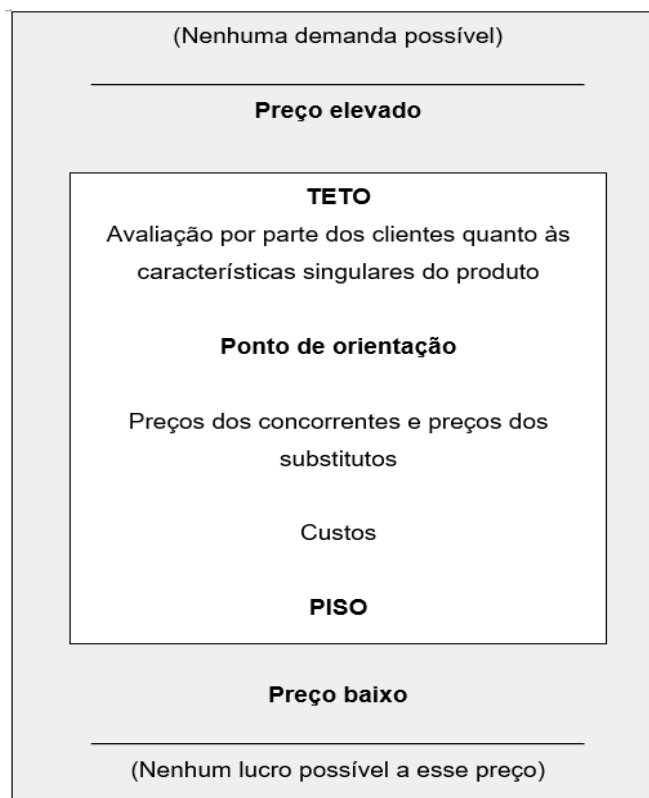 (Nenhuma demanda possível)
Preço elevado
TETO
Avaliação por parte dos clientes quanto às
características singulares do produto
Ponto de orientação
Preços dos concorrentes e preços dos
substitutos
Custos
PISO
Preço baixo
(Nenhum lucro possível a esse preço)